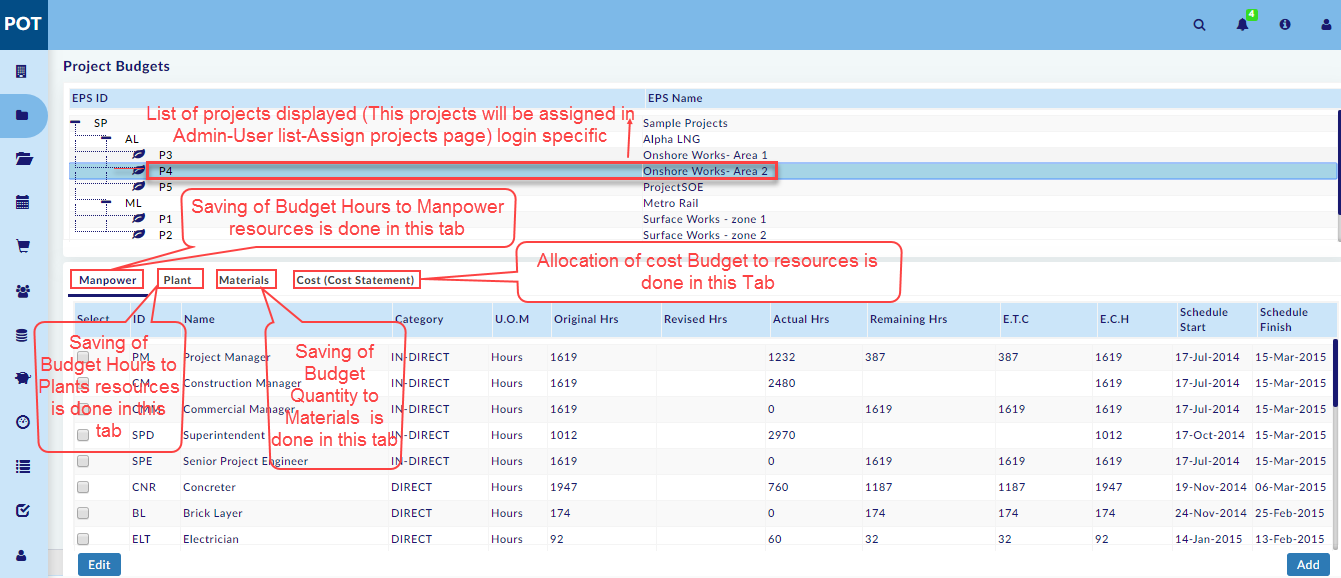 POT
4
Project Budgets
EPS ID EPS Name
List of projects displayed (This projects will be assigned in
Admin-User list-Assign projects page) login specific
SP Sample Projects
AL Alpha LNG
P3 Onshore Works- Area 1
P4 Onshore Works- Area 2
P5 ProjectSOE
ML Metro Rail
P1 Surface Works - zone 1
P2 Surface Works - zone 2
Saving of Budget Hours to Manpower
resources is done in this tab
Allocation of cost Budget to resources is
done in this Tab
Manpower Plant Materials Cost (Cost Statement)
Select ID Name Category U.O.M Original Hrs Revised Hrs Actual Hrs Remaining Hrs E.T.C E.C.H Schedule Start Schedule Finish
Saving of
Budget Hours to
Plants resources
is done in this
tab
Saving of
Budget
Quantity to
Materials is
done in this tab
PM Project Manager IN-DIRECT Hours 1619 1232 387 387 1619 17-Jul-2014 15-Mar-2015
CM Construction Manager IN-DIRECT Hours 1619 2480 1619 17-Jul-2014 15-Mar-2015
CMM Commercial Manager IN-DIRECT Hours 1619 0 1619 1619 1619 17-Jul-2014 15-Mar-2015
SPD Superintendent IN-DIRECT Hours 1012 2970 1012 17-Oct-2014 15-Mar-2015
SPE Senior Project Engineer IN-DIRECT Hours 1619 0 1619 1619 1619 17-Jul-2014 15-Mar-2015
CNR Concreter DIRECT Hours 1947 760 1187 1187 1947 19-Nov-2014 06-Mar-2015
BL Brick Layer DIRECT Hours 174 0 174 174 174 24-Nov-2014 25-Feb-2015
ELT Electrician DIRECT Hours 92 60 32 32 92 14-Jan-2015 13-Feb-2015
Edit Add